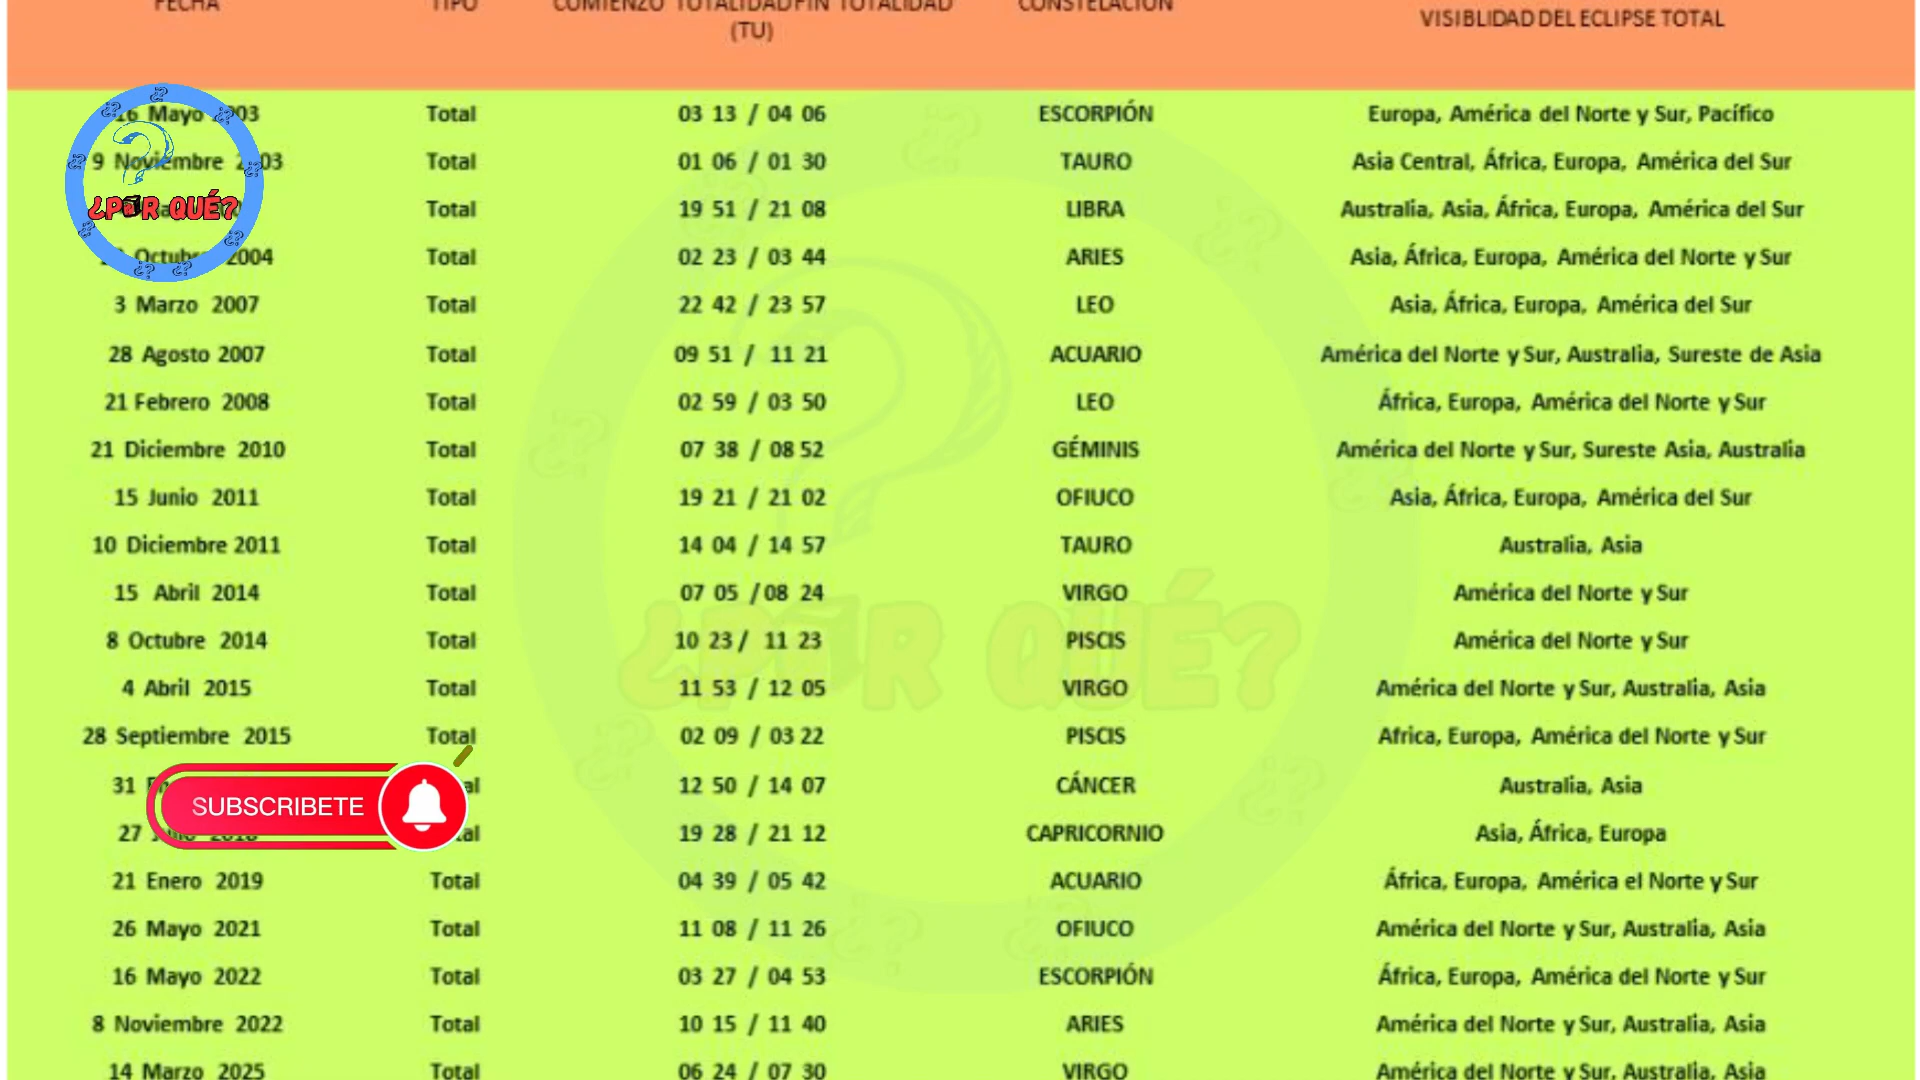 FECHA TIPO COMIENZO TOTALIDAD FIN TOTALIDAD CONSTELACIÓN
(TU) VISIBLIDAD DEL ECLIPSE TOTAL
16 Mayo 2003 Total 03 13 / 04 06 ESCORPIÓN Europa, América del Norte y Sur, Pacífico
9 Noviembre 2003 Total 01 06 / 01 30 TAURO Asia Central, África, Europa, América del Sur
¿POR QUÉ? Total 19 51 / 21 08 LIBRA Australia, Asia, África, Europa, América del Sur
Octubre 2004 Total 02 23 / 03 44 ARIES Asia, África, Europa, América del Norte y Sur
3 Marzo 2007 Total 22 42 / 23 57 LEO Asia, África, Europa, América del Sur
28 Agosto 2007 Total 09 51 / 11 21 ACUARIO América del Norte y Sur, Australia, Sureste de Asia
21 Febrero 2008 Total 02 59 / 03 50 LEO África, Europa, América del Norte y Sur
21 Diciembre 2010 Total 07 38 / 08 52 GÉMINIS América del Norte y Sur, Sureste Asia, Australia
15 Junio 2011 Total 19 21 / 21 02 OFIUCO Asia, África, Europa, América del Sur
10 Diciembre 2011 Total 14 04 / 14 57 TAURO Australia, Asia
15 Abril 2014 Total 07 05 /08 24 VIRGO América del Norte y Sur
8 Octubre 2014 Total 10 23 / 11 23 PISCIS América del Norte y Sur
¿POR QUÉ?
4 Abril 2015 Total 11 53 / 12 05 VIRGO América del Norte y Sur, Australia, Asia
28 Septiembre 2015 Total 02 09 / 03 22 PISCIS Africa, Europa, América del Norte y Sur
31 12 50 / 14 07 CÁNCER Australia, Asia
SUBSCRIBETE
27 2018 19 28 / 21 12 CAPRICORNIO Asia, África, Europa
21 Enero 2019 Total 04 39 / 05 42 ACUARIO África, Europa, América el Norte y Sur
26 Mayo 2021 Total 11 08 / 11 26 OFIUCO América del Norte y Sur, Australia, Asia
16 Mayo 2022 Total 03 27 / 04 53 ESCORPIÓN África, Europa, América del Norte y Sur
8 Noviembre 2022 Total 10 15 / 11 40 ARIES América del Norte y Sur, Australia, Asia
14 Marzo 2025 Total 06 24 / 07 30 VIRGO América del Norte y Sur, Australia, Asia